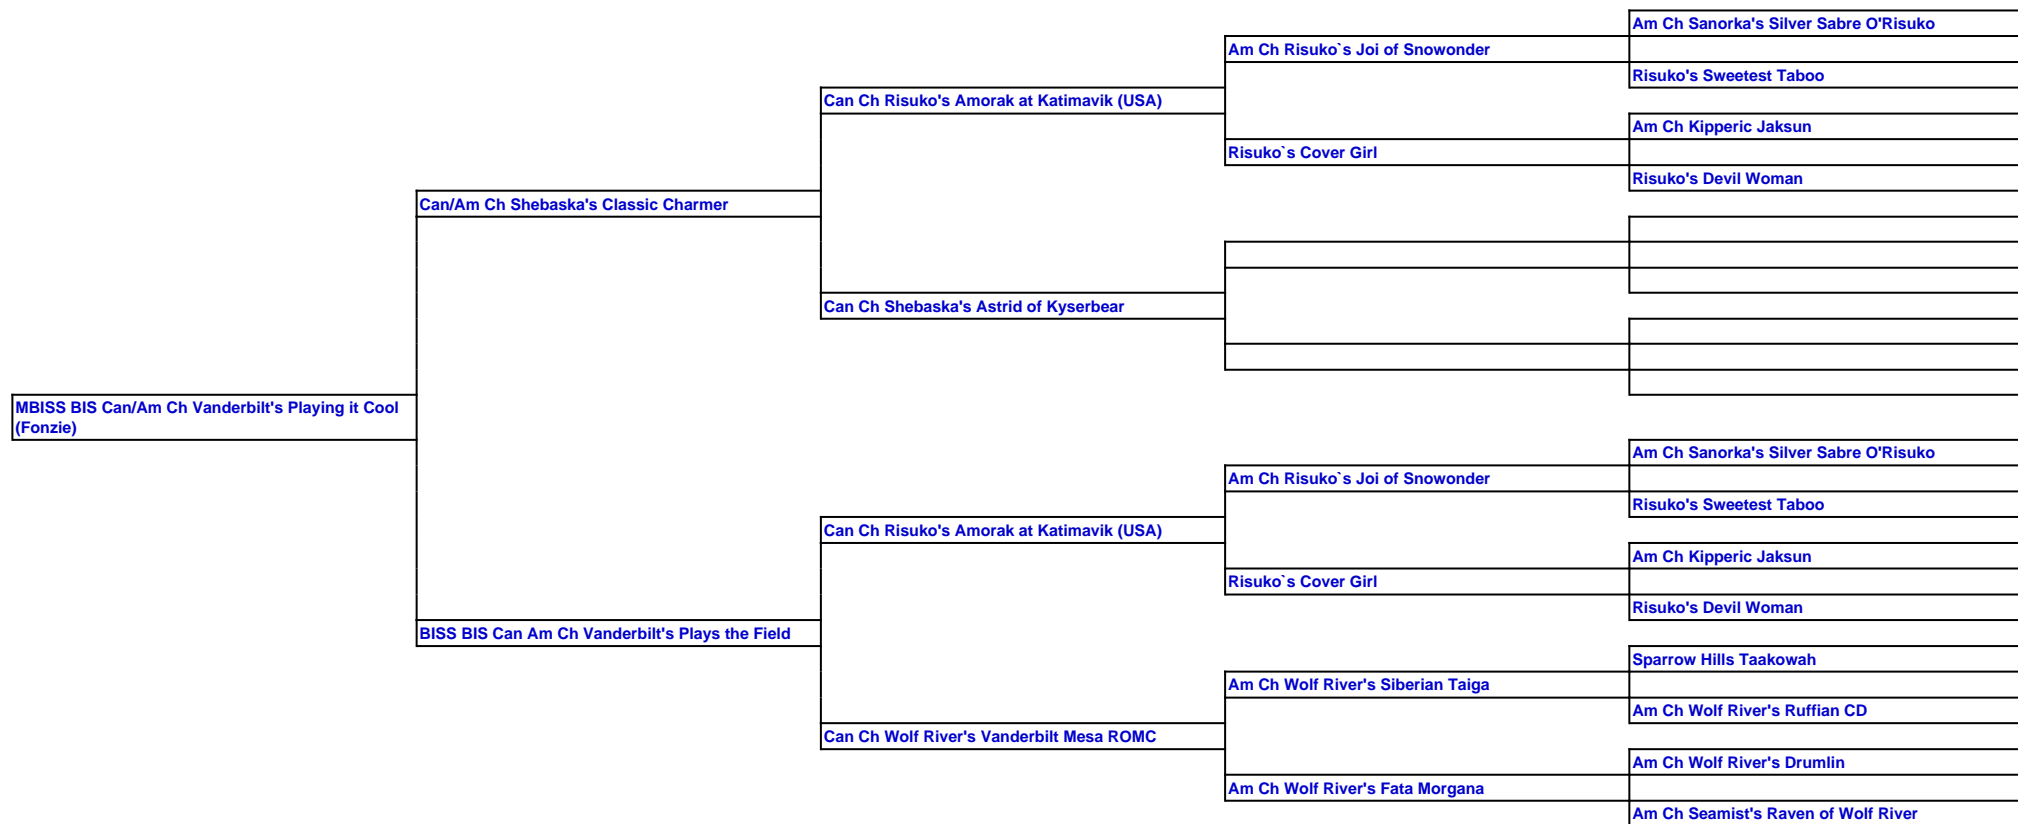 Am Ch Sanorka's Silver Sabre O'Risuko
Am Ch Risuko`s Joi of Snowonder
Risuko's Sweetest Taboo
Can Ch Risuko's Amorak at Katimavik (USA)
Am Ch Kipperic Jaksun
Risuko`s Cover Girl
Risuko's Devil Woman
Can/Am Ch Shebaska's Classic Charmer
Can Ch Shebaska's Astrid of Kyserbear
MBISS BIS Can/Am Ch Vanderbilt's Playing it Cool
(Fonzie)
Am Ch Sanorka's Silver Sabre O'Risuko
Am Ch Risuko`s Joi of Snowonder
Risuko's Sweetest Taboo
Can Ch Risuko's Amorak at Katimavik (USA)
Am Ch Kipperic Jaksun
Risuko`s Cover Girl
Risuko's Devil Woman
BISS BIS Can Am Ch Vanderbilt's Plays the Field
Sparrow Hills Taakowah
Am Ch Wolf River's Siberian Taiga
Am Ch Wolf River's Ruffian CD
Can Ch Wolf River's Vanderbilt Mesa ROMC
Am Ch Wolf River's Drumlin
Am Ch Wolf River's Fata Morgana
Am Ch Seamist's Raven of Wolf River